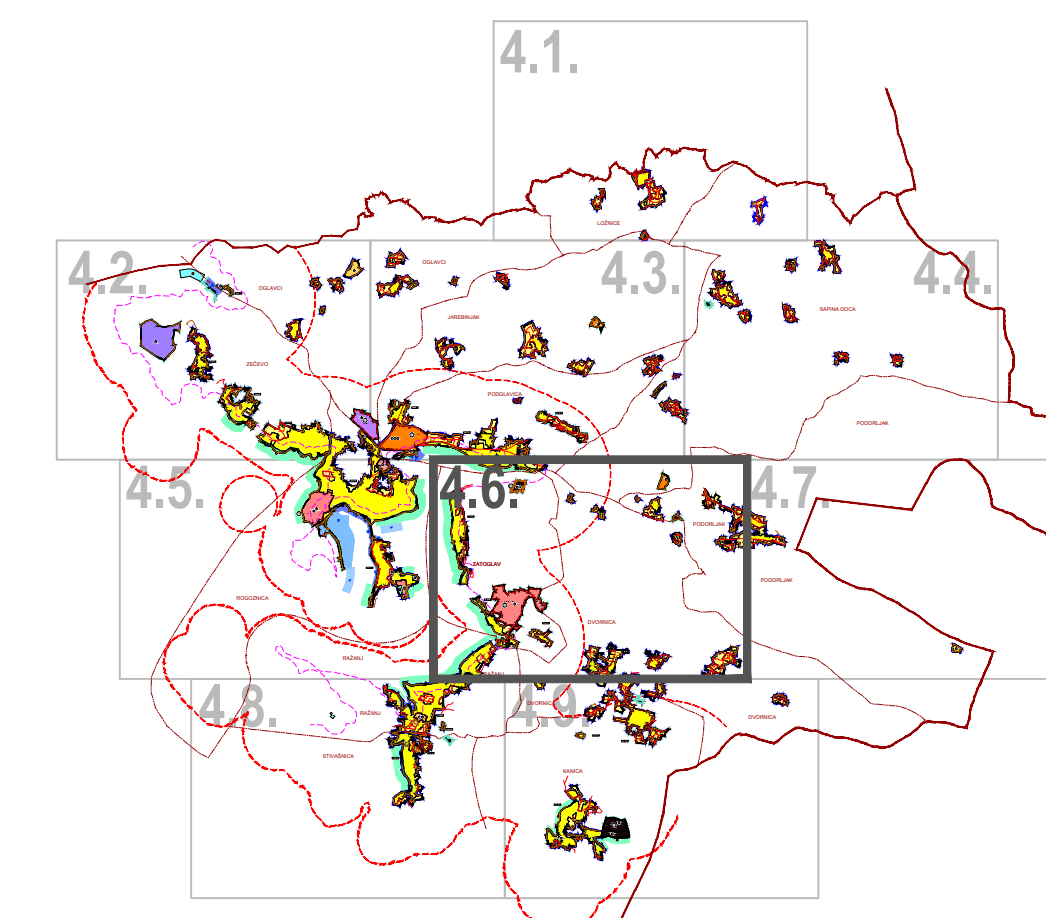 4.1.
LOŽNICE
4.2.
OGLAVCI
OGLAVCI
4.3.
4.4.
JAREBINJAK
SAPINA DOCA
ZEČEVO
PODGLAVICA
PODORLJAK
4.5.
4.6.
4.7.
PODORLJAK
ZATOGLAV
PODORLJAK
ROGOZNICA
DVORNICA
RAŽANJ
RAŽANJ
4.8.
RAŽANJ
4.9.
DVORNICA
DVORNICA
STIVAŠNICA
KANICA